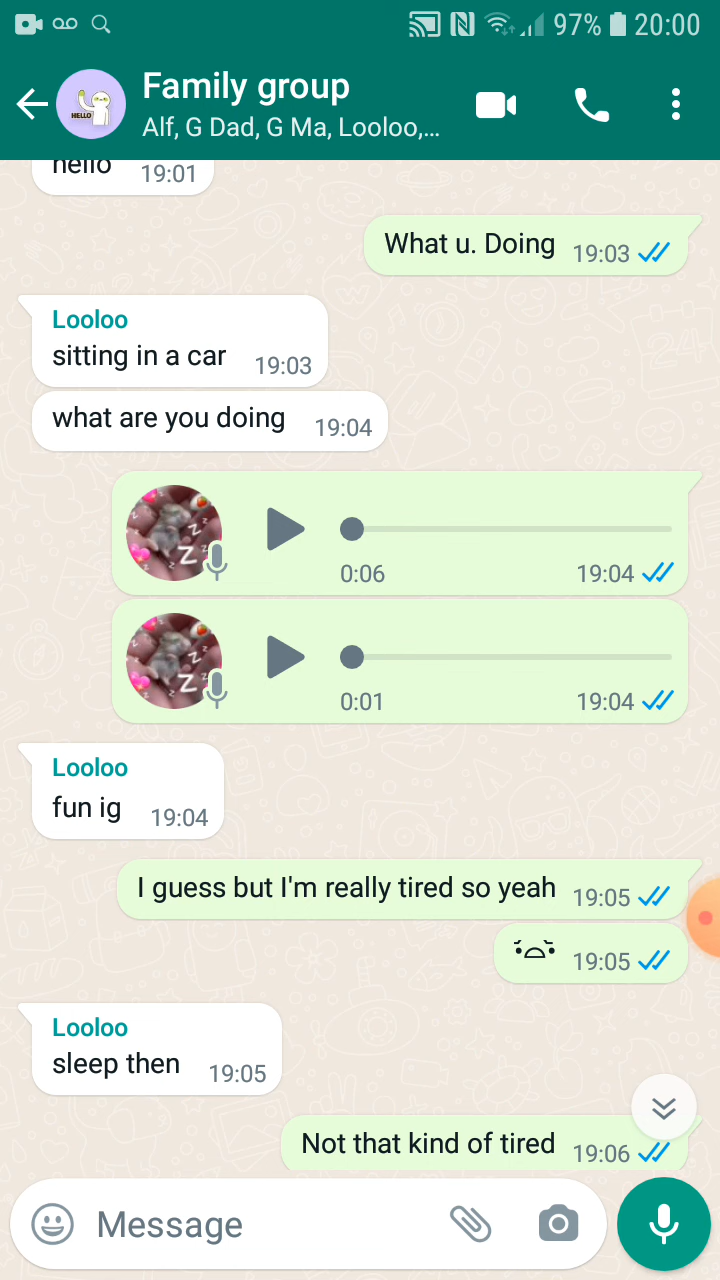 97% 20:00
HELLO
Family group
Alf, G Dad, G Ma, Looloo,...
hello 19:01
What u. Doing 19:03
Looloo
sitting in a car 19:03
what are you doing 19:04
Z Z Z
0:06 19:04
Z Z Z
0:01 19:04
Looloo
fun ig 19:04
I guess but I'm really tired so yeah 19:05
19:05
Looloo
sleep then 19:05
Not that kind of tired 19:06
Message